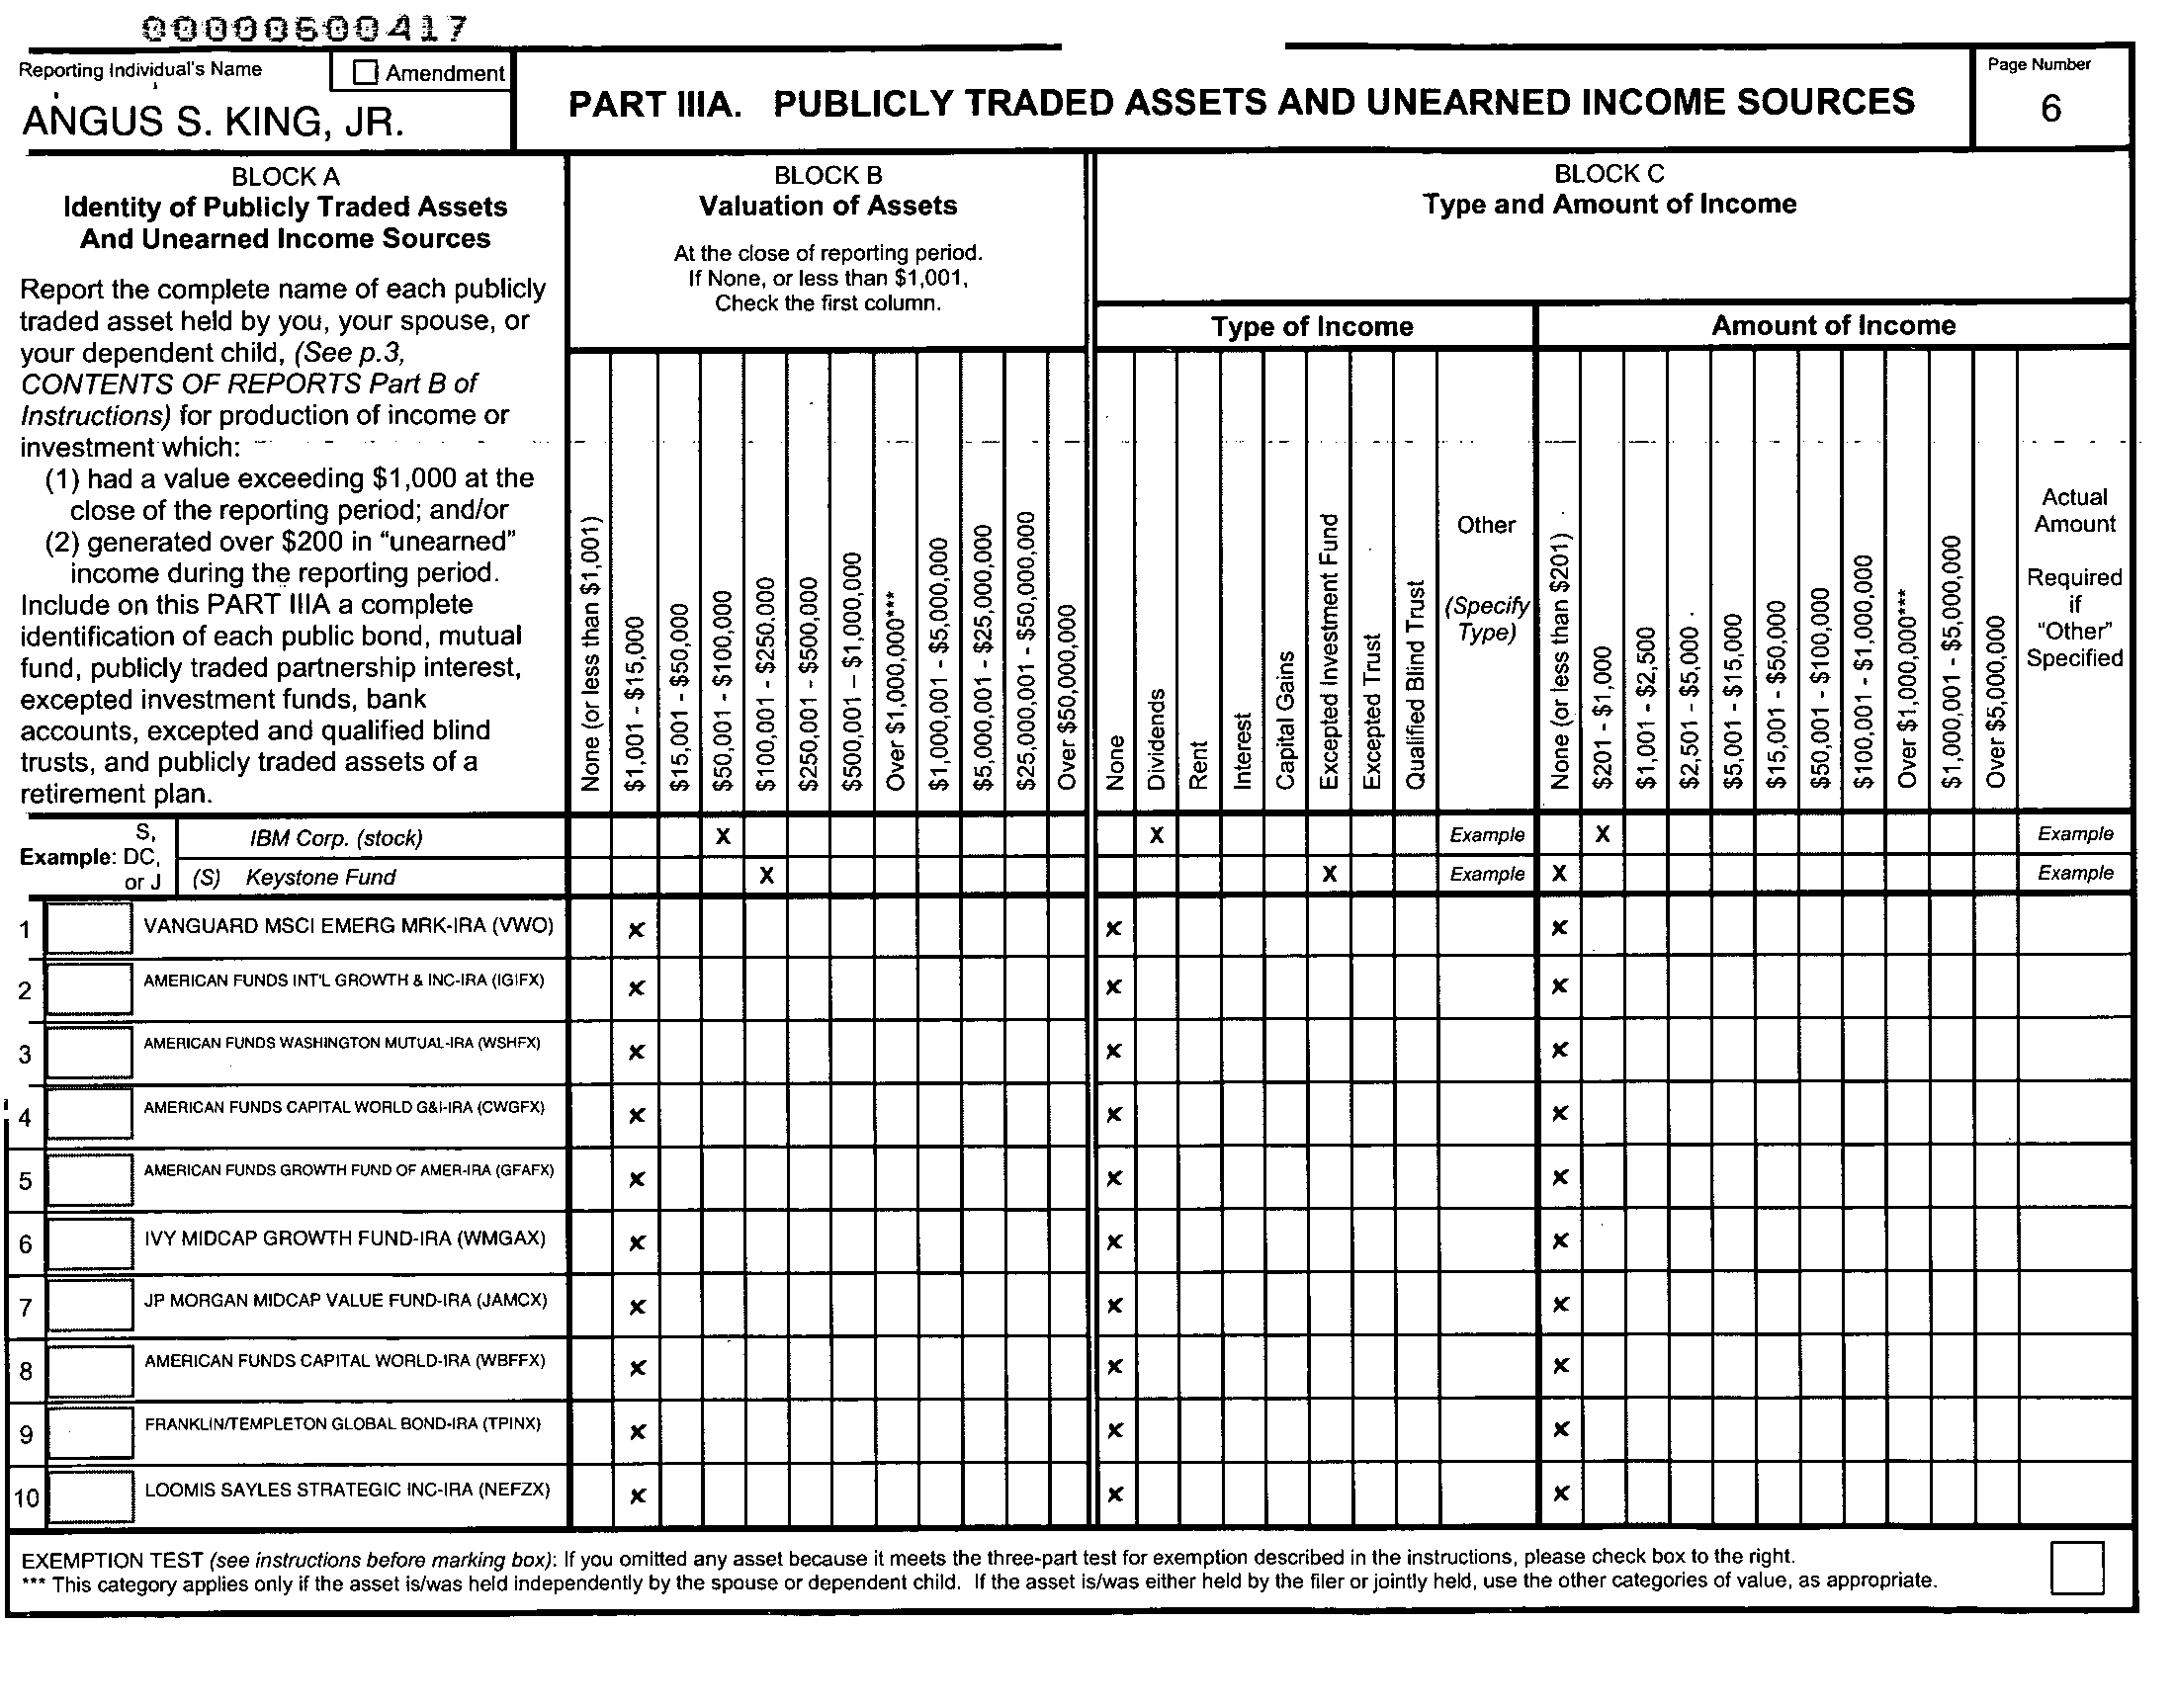 00000600417
Reporting Individual's Name
Amendment
ANGUS S. KING, JR.
PART IIIA. PUBLICLY TRADED ASSETS AND UNEARNED INCOME SOURCES
Page Number
6
BLOCK A
Identity of Publicly Traded Assets
And Unearned Income Sources
Report the complete name of each publicly
traded asset held by you, your spouse, or
your dependent child, (See p.3,
CONTENTS OF REPORTS Part B of
Instructions) for production of income or
investment which:
(1) had a value exceeding $1,000 at the
close of the reporting period; and/or
(2) generated over $200 in “unearned”
income during the reporting period.
Include on this PART IIIA a complete
identification of each public bond, mutual
fund, publicly traded partnership interest,
excepted investment funds, bank
accounts, excepted and qualified blind
trusts, and publicly traded assets of a
retirement plan.
BLOCK B
Valuation of Assets
At the close of reporting period.
If None, or less than $1,001,
Check the first column.
None (or less than $1,001)
$1,001 - $15,000
$15,001 - $50,000
$50,001 - $100,000
$100,001 - $250.000
$250,001 - $500,000
$500,001 – $1,000,000
Over $1,000,000***
$1,000,001 - $5,000,000
$5,000,001 - $25,000,000
$25,000,001 - $50,000,000
Over $50,000,000
BLOCK C
Type and Amount of Income
Type of Income
None
Dividends
Rent
Interest
Capital Gains
Excepted Investment Fund
Excepted Trust
Qualified Blind Trust
Other
(Specify
Type)
Amount of Income
None (or less than $201)
$201 - $1,000
$1,001 - $2,500
$2,501 - $5,000
$5,001 - $15,000
$15,001 - $50,000
$50,001 - $100,000
$100,001 - $1,000,000
Over $1,000,000***
$1,000,001 - $5,000,000
Over $5,000,000
Actual
Amount
Required
if
“Other”
Specified
Example: S, DC, or J
IBM Corp. (stock) X X Example X Example
(S) Keystone Fund X X Example X Example
1 VANGUARD MSCI EMERG MRK-IRA (VWO) x x x
2 AMERICAN FUNDS INT'L GROWTH & INC-IRA (IGIFX) x x x
3 AMERICAN FUNDS WASHINGTON MUTUAL-IRA (WSHFX) x x x
4 AMERICAN FUNDS CAPITAL WORLD G&I-IRA (CWGFX) x x x
5 AMERICAN FUNDS GROWTH FUND OF AMER-IRA (GFAFX) x x x
6 IVY MIDCAP GROWTH FUND-IRA (WMGAX) x x x
7 JP MORGAN MIDCAP VALUE FUND-IRA (JAMCX) x x x
8 AMERICAN FUNDS CAPITAL WORLD-IRA (WBFFX) x x x
9 FRANKLIN/TEMPLETON GLOBAL BOND-IRA (TPINX) x x x
10 LOOMIS SAYLES STRATEGIC INC-IRA (NEFZX) x x x
EXEMPTION TEST (see instructions before marking box): If you omitted any asset because it meets the three-part test for exemption described in the instructions, please check box to the right.
*** This category applies only if the asset is/was held independently by the spouse or dependent child. If the asset is/was either held by the filer or jointly held, use the other categories of value, as appropriate.